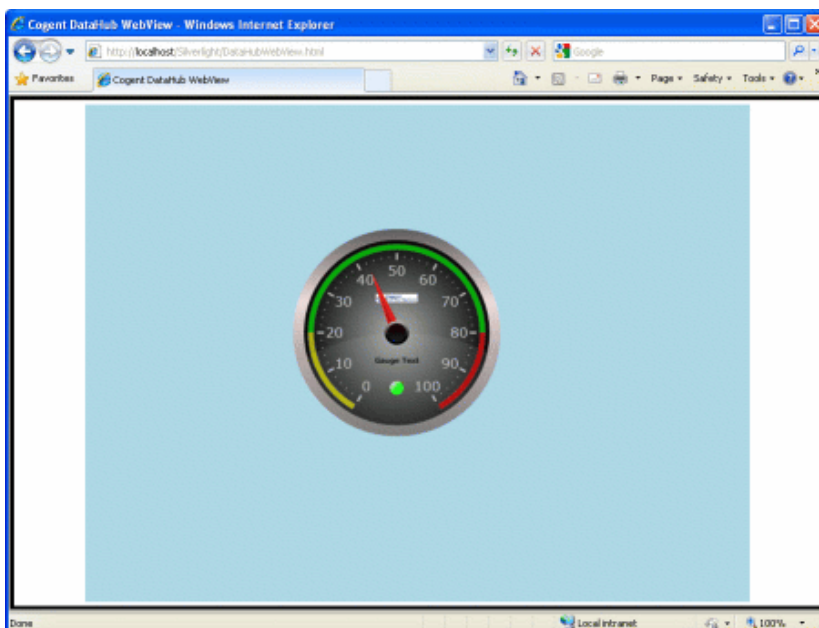 Cogent DataHub WebView - Windows Internet Explorer
http://localhost/Silverlight/DataHubWebView.html
Google
Favorites
Cogent DataHub WebView
Page
Safety
Tools
50
40
60
30
70
20
80
Gauge Text
10
90
0
100
Done
Local intranet
100%